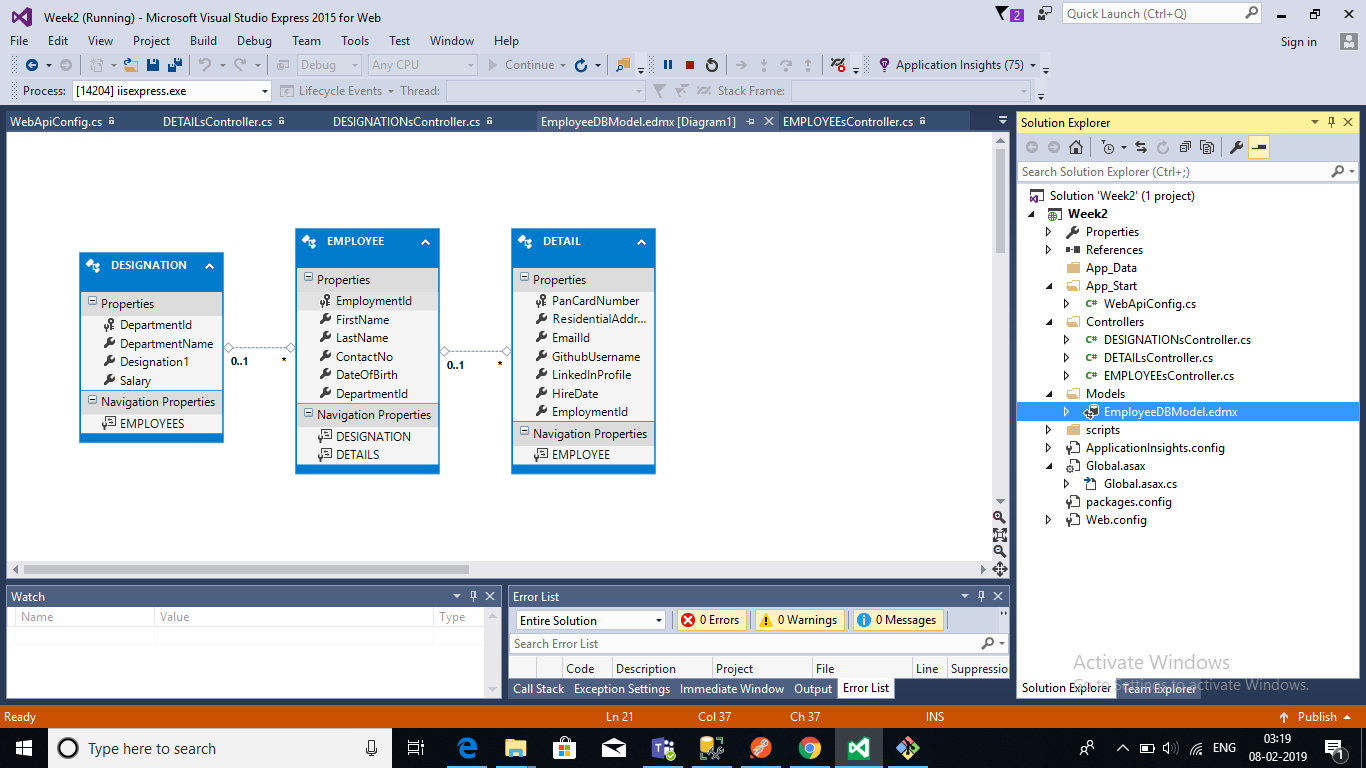 Week2 (Running) - Microsoft Visual Studio Express 2015 for Web
2
Quick Launch (Ctrl+Q)
File Edit View Project Build Debug Team Tools Test Window Help
Sign in
Debug Any CPU Continue Application Insights (75)
Process: [14204] iisexpress.exe Lifecycle Events Thread: Stack Frame:
WebApiConfig.cs DETAILsController.cs DESIGNATIONsController.cs EmployeeDBModel.edmx [Diagram1] EMPLOYEEsController.cs
DESIGNATION
Properties
DepartmentId
DepartmentName
Designation1
Salary
Navigation Properties
EMPLOYEES
0..1 *
EMPLOYEE
Properties
EmploymentId
FirstName
LastName
ContactNo
DateOfBirth
DepartmentId
Navigation Properties
DESIGNATION
DETAILS
0..1 *
DETAIL
Properties
PanCardNumber
ResidentialAddr...
EmailId
GithubUsername
LinkedInProfile
HireDate
EmploymentId
Navigation Properties
EMPLOYEE
Solution Explorer
Search Solution Explorer (Ctrl+;)
Solution 'Week2' (1 project)
Week2
Properties
References
App_Data
App_Start
C# WebApiConfig.cs
Controllers
C# DESIGNATIONsController.cs
C# DETAILsController.cs
C# EMPLOYEEsController.cs
Models
EmployeeDBModel.edmx
scripts
ApplicationInsights.config
Global.asax
Global.asax.cs
packages.config
Web.config
Watch
Name Value Type
Error List
Entire Solution 0 Errors 0 Warnings 0 Messages
Search Error List
Code Description Project File Line Suppressio
Call Stack Exception Settings Immediate Window Output Error List
Activate Windows
Go to Settings to activate Windows.
Solution Explorer Team Explorer
Ready Ln 21 Col 37 Ch 37 INS Publish
Type here to search
ENG
03:19
08-02-2019
1